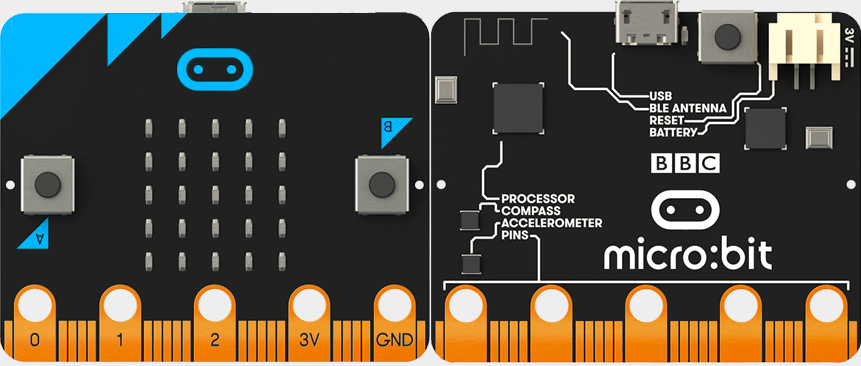 B
A
0 1 2 3V GND
3V
USB
BLE ANTENNA
RESET
BATTERY
BBC
PROCESSOR
COMPASS
ACCELEROMETER
PINS
micro:bit